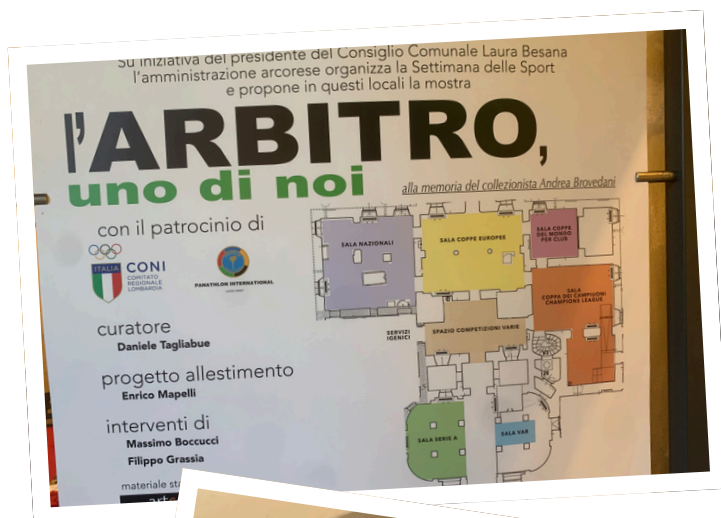 Su iniziativa del presidente del Consiglio Comunale Laura Besana
l'amministrazione arcorese organizza la Settimana delle Sport
e propone in questi locali la mostra
l'ARBITRO,
uno di noi
alla memoria del collezionista Andrea Brovedani
con il patrocinio di
ITALIA
CONI
COMITATO
REGIONALE
LOMBARDIA
PANATHLON INTERNATIONAL
curatore
Daniele Tagliabue
progetto allestimento
Enrico Mapelli
interventi di
Massimo Boccucci
Filippo Grassia
materiale
SALA NAZIONALI
SALA COPPE EUROPEE
SALA COPPE
DEL MONDO
PER CLUB
SALA
COPPA DEI CAMPIONI
CHAMPIONS LEAGUE
SERVIZI
IGENICI
SPAZIO COMPETIZIONI VARIE
SALA SERIE A
SALA VAR